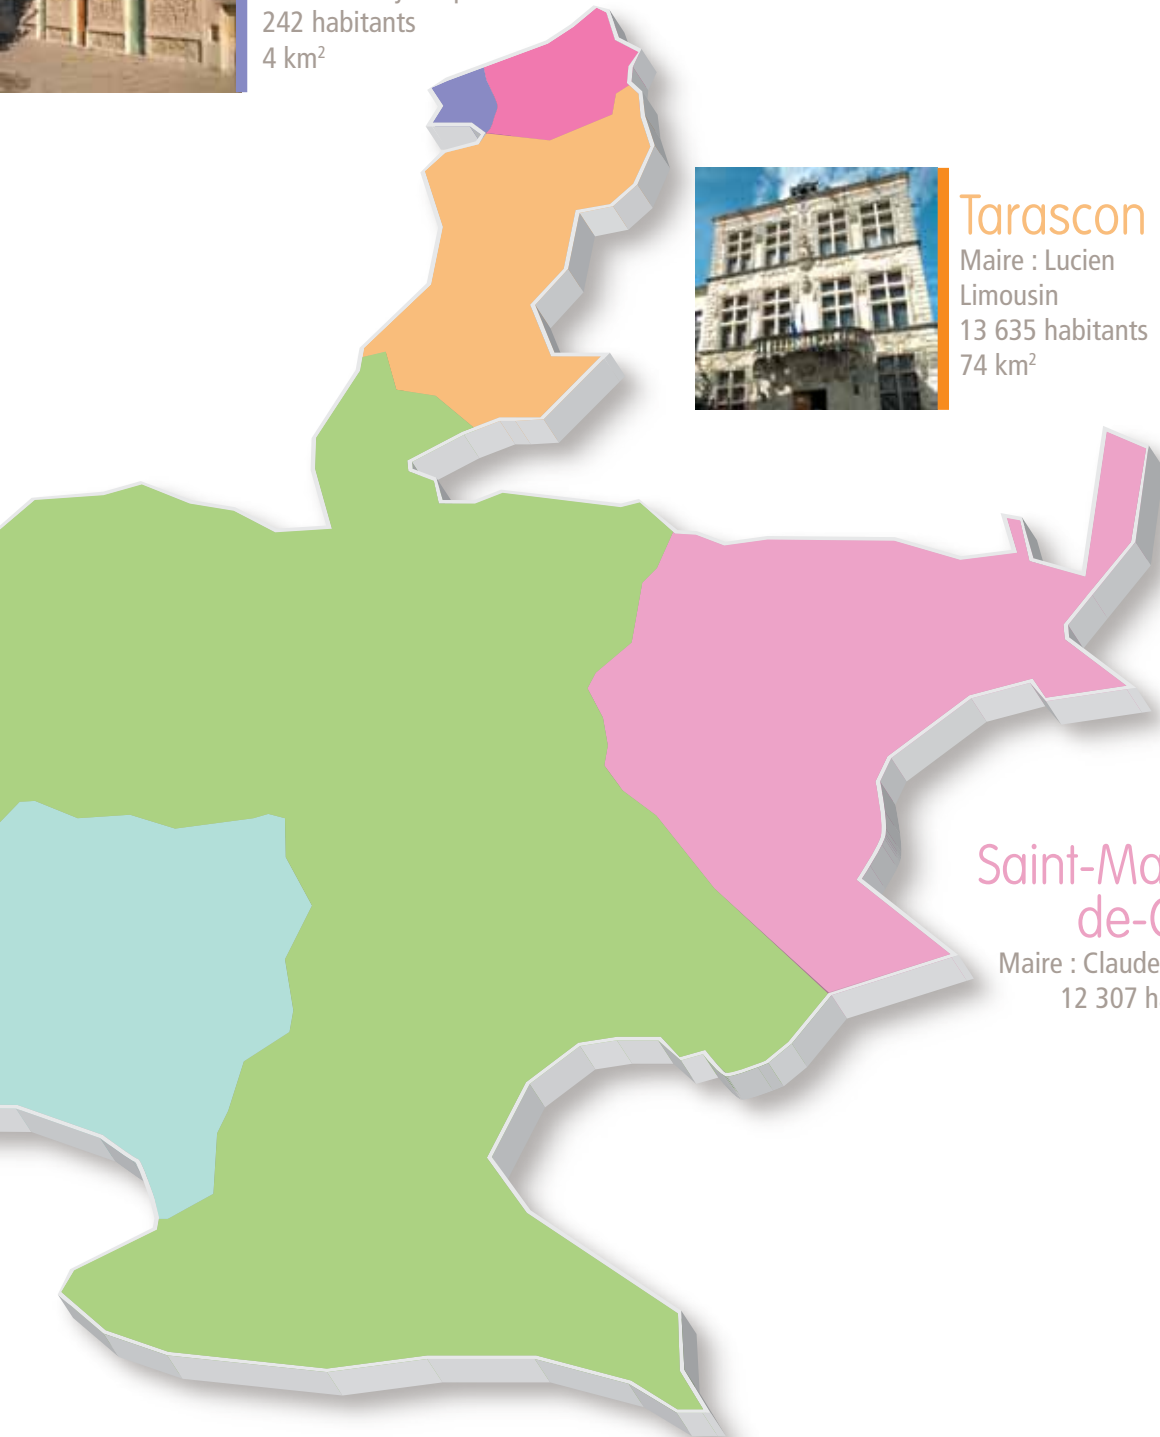 242 habitants
4 km²
Tarascon
Maire : Lucien
Limousin
13 635 habitants
74 km²
Saint-Ma
de-
Maire : Claude
12 307 h